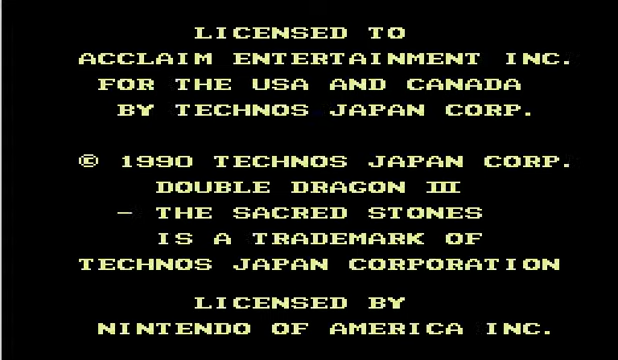 LICENSED TO
ACCLAIM ENTERTAINMENT INC.
FOR THE USA AND CANADA
BY TECHNOS JAPAN CORP.
© 1990 TECHNOS JAPAN CORP.
DOUBLE DRAGON III
- THE SACRED STONES
IS A TRADEMARK OF
TECHNOS JAPAN CORPORATION
LICENSED BY
NINTENDO OF AMERICA INC.